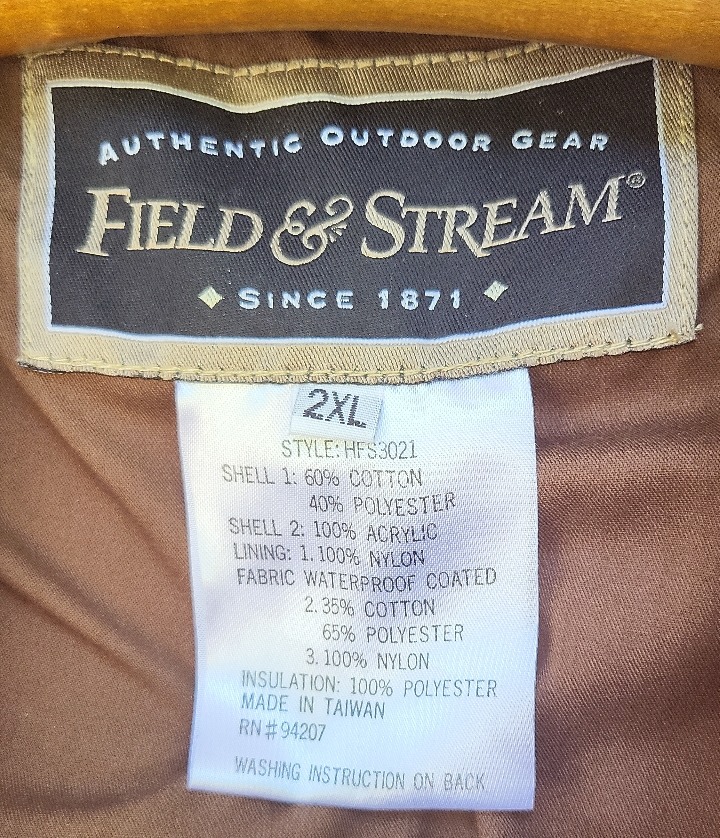 AUTHENTIC OUTDOOR GEAR
FIELD & STREAM®
SINCE 1871
2XL
STYLE: HFS3021
SHELL 1: 60% COTTON
40% POLYESTER
SHELL 2: 100% ACRYLIC
LINING: 1. 100% NYLON
FABRIC WATERPROOF COATED
2. 35% COTTON
65% POLYESTER
3. 100% NYLON
INSULATION: 100% POLYESTER
MADE IN TAIWAN
RN#94207
WASHING INSTRUCTION ON BACK